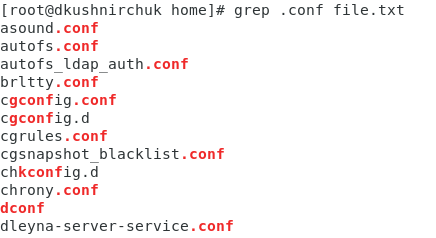 [root@dkushnirchuk home]# grep .conf file.txt
asound.conf
autofs.conf
autofs_ldap_auth.conf
brltty.conf
cgconfig.conf
cgconfig.d
cgrules.conf
cgsnapshot_blacklist.conf
chkconfig.d
chrony.conf
dconf
dleyna-server-service.conf